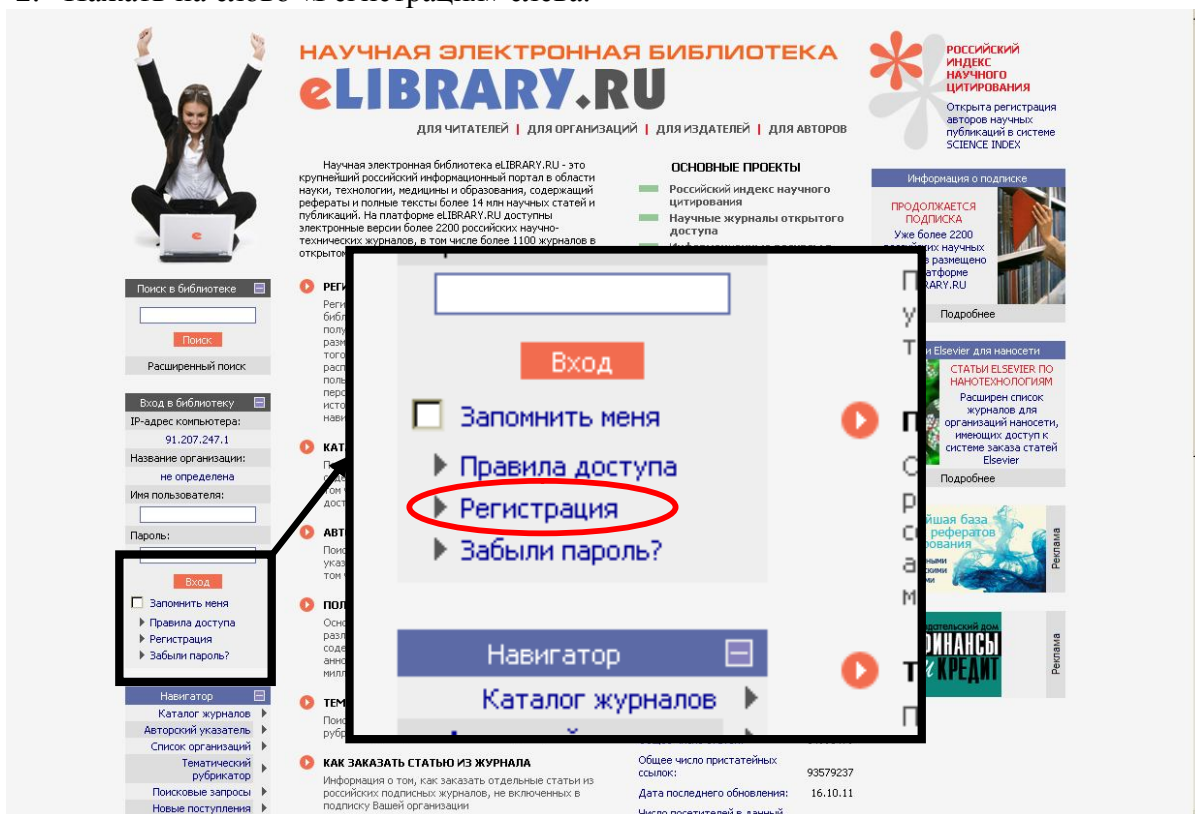 НАУЧНАЯ ЭЛЕКТРОННАЯ БИБЛИОТЕКА
eLIBRARY.RU
ДЛЯ ЧИТАТЕЛЕЙ | ДЛЯ ОРГАНИЗАЦИЙ | ДЛЯ ИЗДАТЕЛЕЙ | ДЛЯ АВТОРОВ
Научная электронная библиотека eLIBRARY.RU - это
крупнейший российский информационный портал в области
науки, технологии, медицины и образования, содержащий
рефераты и полные тексты более 14 млн научных статей и
публикаций. На платформе eLIBRARY.RU доступны
электронные версии более 2200 российских научно-
технических журналов, в том числе более 1100 журналов в
ОСНОВНЫЕ ПРОЕКТЫ
Российский индекс научного
цитирования
Научные журналы открытого
доступа
РОССИЙСКИЙ
ИНДЕКС
НАУЧНОГО
ЦИТИРОВАНИЯ
Открыта регистрация
авторов научных
публикаций в системе
SCIENCE INDEX
Информация о подписке
ПРОДОЛЖАЕТСЯ
ПОДПИСКА
Уже более 2200
научных
размещено
Подробнее
Elsevier для наносети
СТАТЬИ ELSEVIER ПО
НАНОТЕХНОЛОГИЯМ
Расширен список
журналов для
организаций наносети,
имеющих доступ к
системе заказа статей
Elsevier
Подробнее
база
рефератов
Реклама
дом
ФИНАНСЫ
и КРЕДИТ
Реклама
Поиск в библиотеке
Поиск
Расширенный поиск
Вход в библиотеку
IP-адрес компьютера:
91.207.247.1
Название организации:
не определена
Имя пользователя:
Пароль:
Вход
Запомнить меня
Правила доступа
Регистрация
Забыли пароль?
Навигатор
Каталог журналов
Авторский указатель
Список организаций
Тематический
рубрикатор
Поисковые запросы
Новые поступления
Вход
Запомнить меня
Правила доступа
Регистрация
Забыли пароль?
Навигатор
Каталог журналов
КАК ЗАКАЗАТЬ СТАТЬЮ ИЗ ЖУРНАЛА
Информация о том, как заказать отдельные статьи из
российских подписных журналов, не включенных в
подписку Вашей организации
Общее число пристатейных
ссылок: 93579237
Дата последнего обновления: 16.10.11